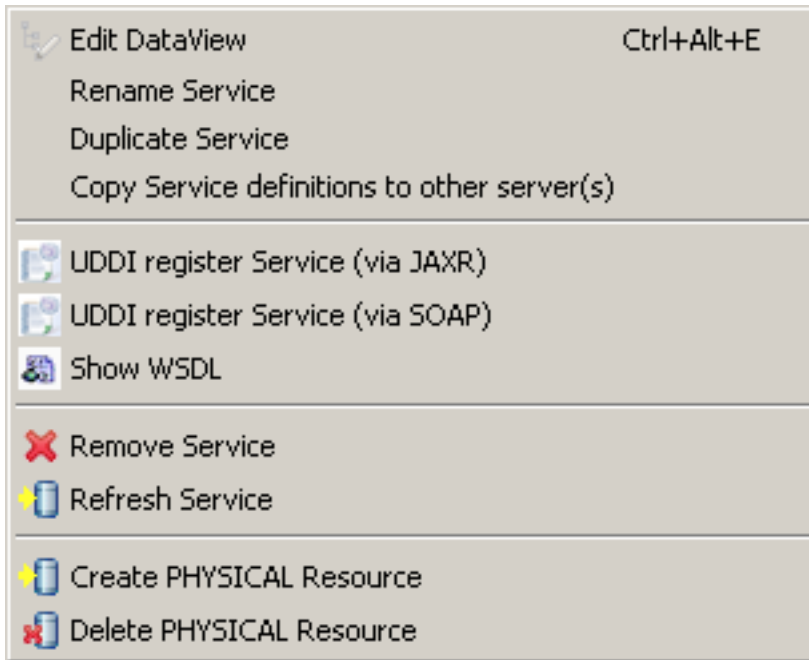 Edit DataView Ctrl+Alt+E
Rename Service
Duplicate Service
Copy Service definitions to other server(s)
UDDI register Service (via JAXR)
UDDI register Service (via SOAP)
Show WSDL
Remove Service
Refresh Service
Create PHYSICAL Resource
Delete PHYSICAL Resource